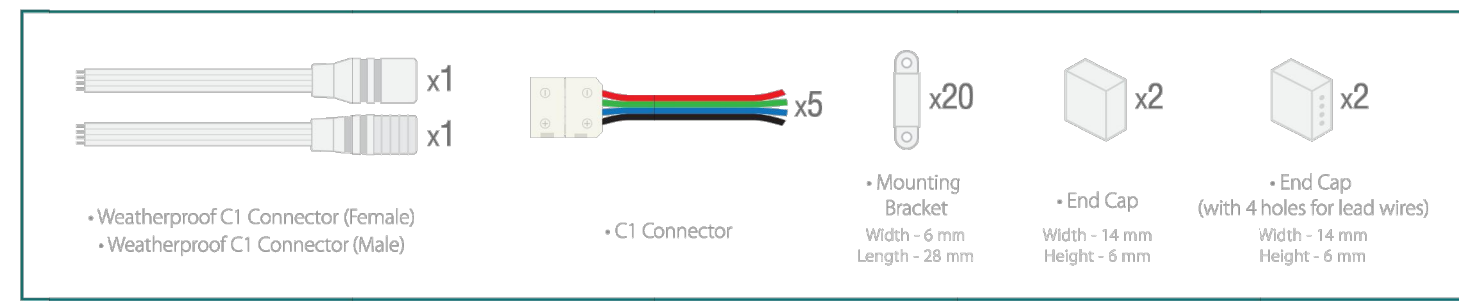 x1
x1
• Weatherproof C1 Connector (Female)
• Weatherproof C1 Connector (Male)
x5
• C1 Connector
x20
• Mounting
Bracket
Width - 6 mm
Length - 28 mm
x2
• End Cap
Width - 14 mm
Height - 6 mm
x2
• End Cap
(with 4 holes for lead wires)
Width - 14 mm
Height - 6 mm